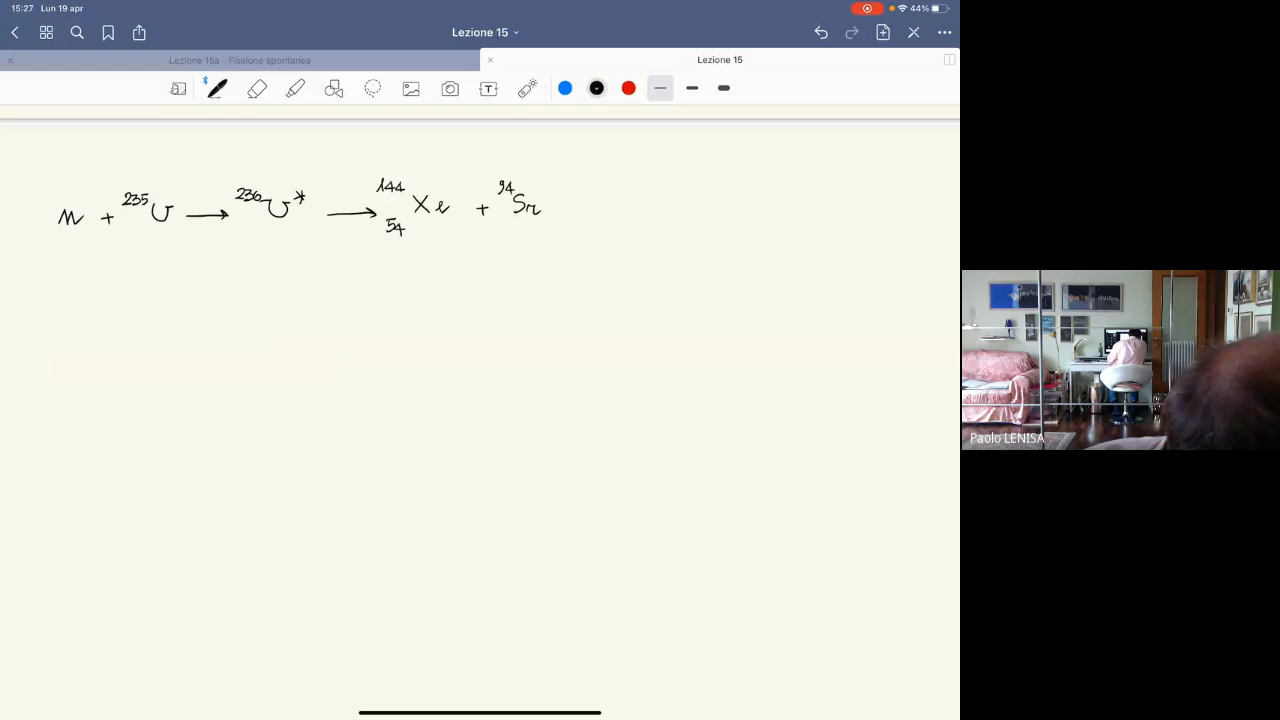 15:27 Lun 19 apr
44%
Lezione 15
Lezione 15a - Fissione spontanea
Lezione 15
T
n + ²³⁵U → ²³⁶U* → ¹⁴⁴₅₄Xe + ⁹⁴Sr
Paolo LENISA